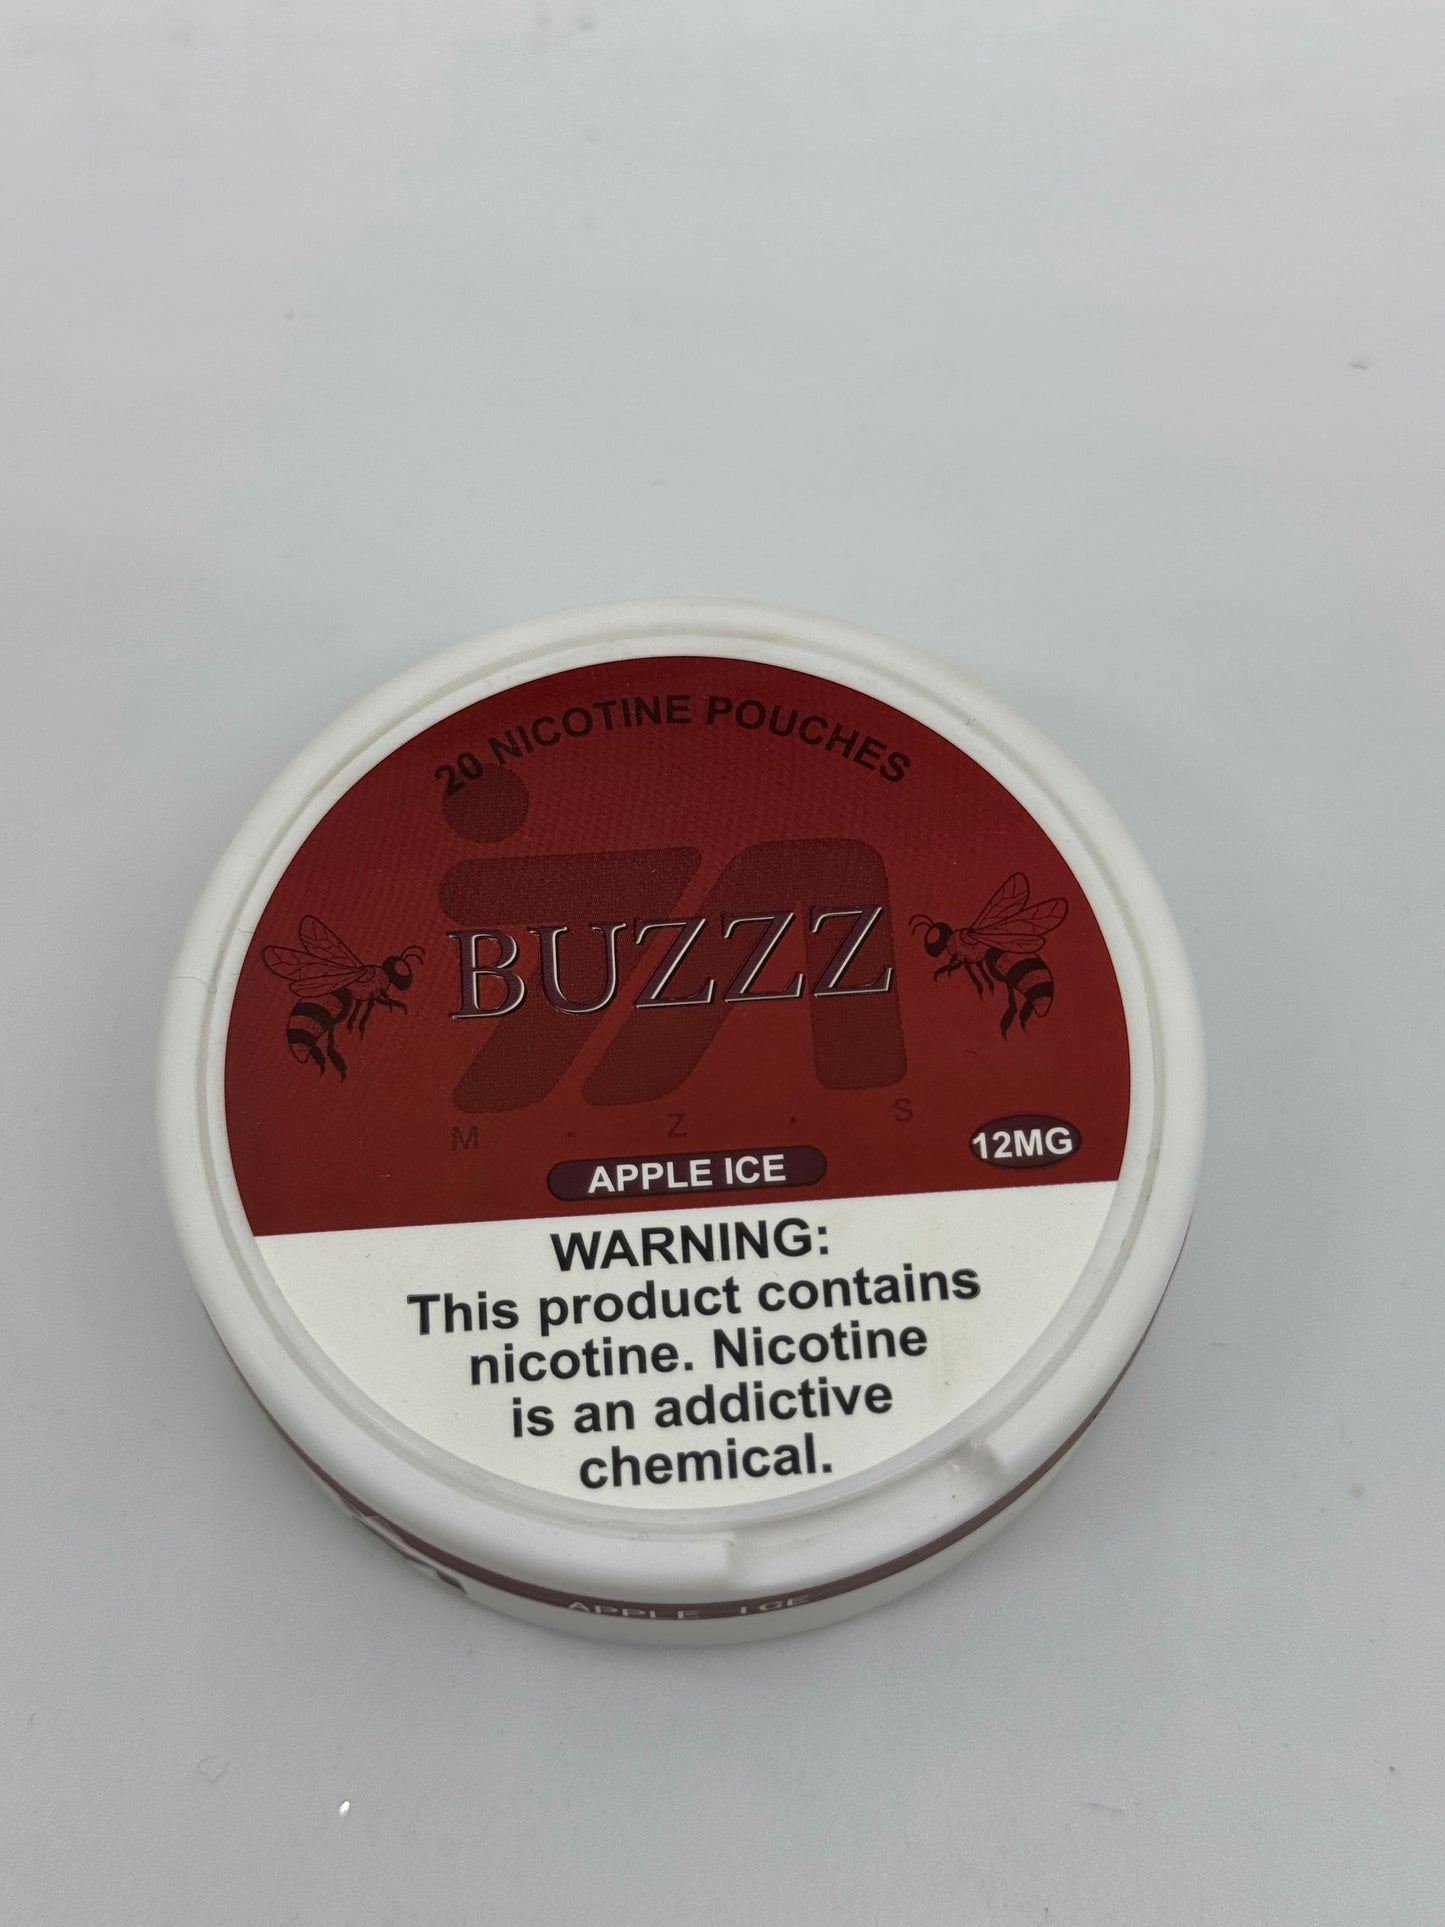 20 NICOTINE POUCHES
BUZZZ
M . Z . S
APPLE ICE
12MG
WARNING:
This product contains
nicotine. Nicotine
is an addictive
chemical.
APPLE ICE